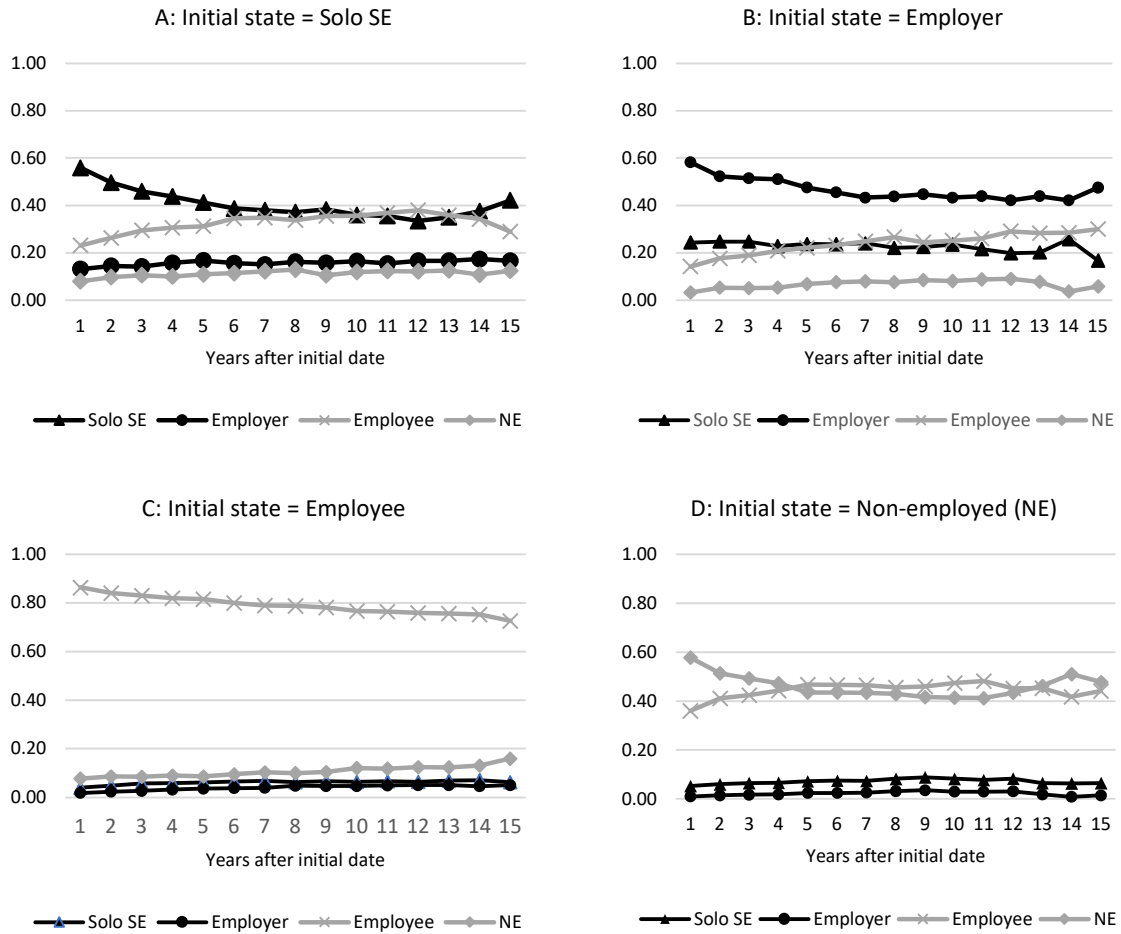 A: Initial state = Solo SE
1.00
0.80
0.60
0.40
0.20
0.00
1 2 3 4 5 6 7 8 9 10 11 12 13 14 15
Years after initial date
Solo SE Employer Employee NE
B: Initial state = Employer
1.00
0.80
0.60
0.40
0.20
0.00
1 2 3 4 5 6 7 8 9 10 11 12 13 14 15
Years after initial date
Solo SE Employer Employee NE
C: Initial state = Employee
1.00
0.80
0.60
0.40
0.20
0.00
1 2 3 4 5 6 7 8 9 10 11 12 13 14 15
Years after initial date
Solo SE Employer Employee NE
D: Initial state = Non-employed (NE)
1.00
0.80
0.60
0.40
0.20
0.00
1 2 3 4 5 6 7 8 9 10 11 12 13 14 15
Years after initial date
Solo SE Employer Employee NE